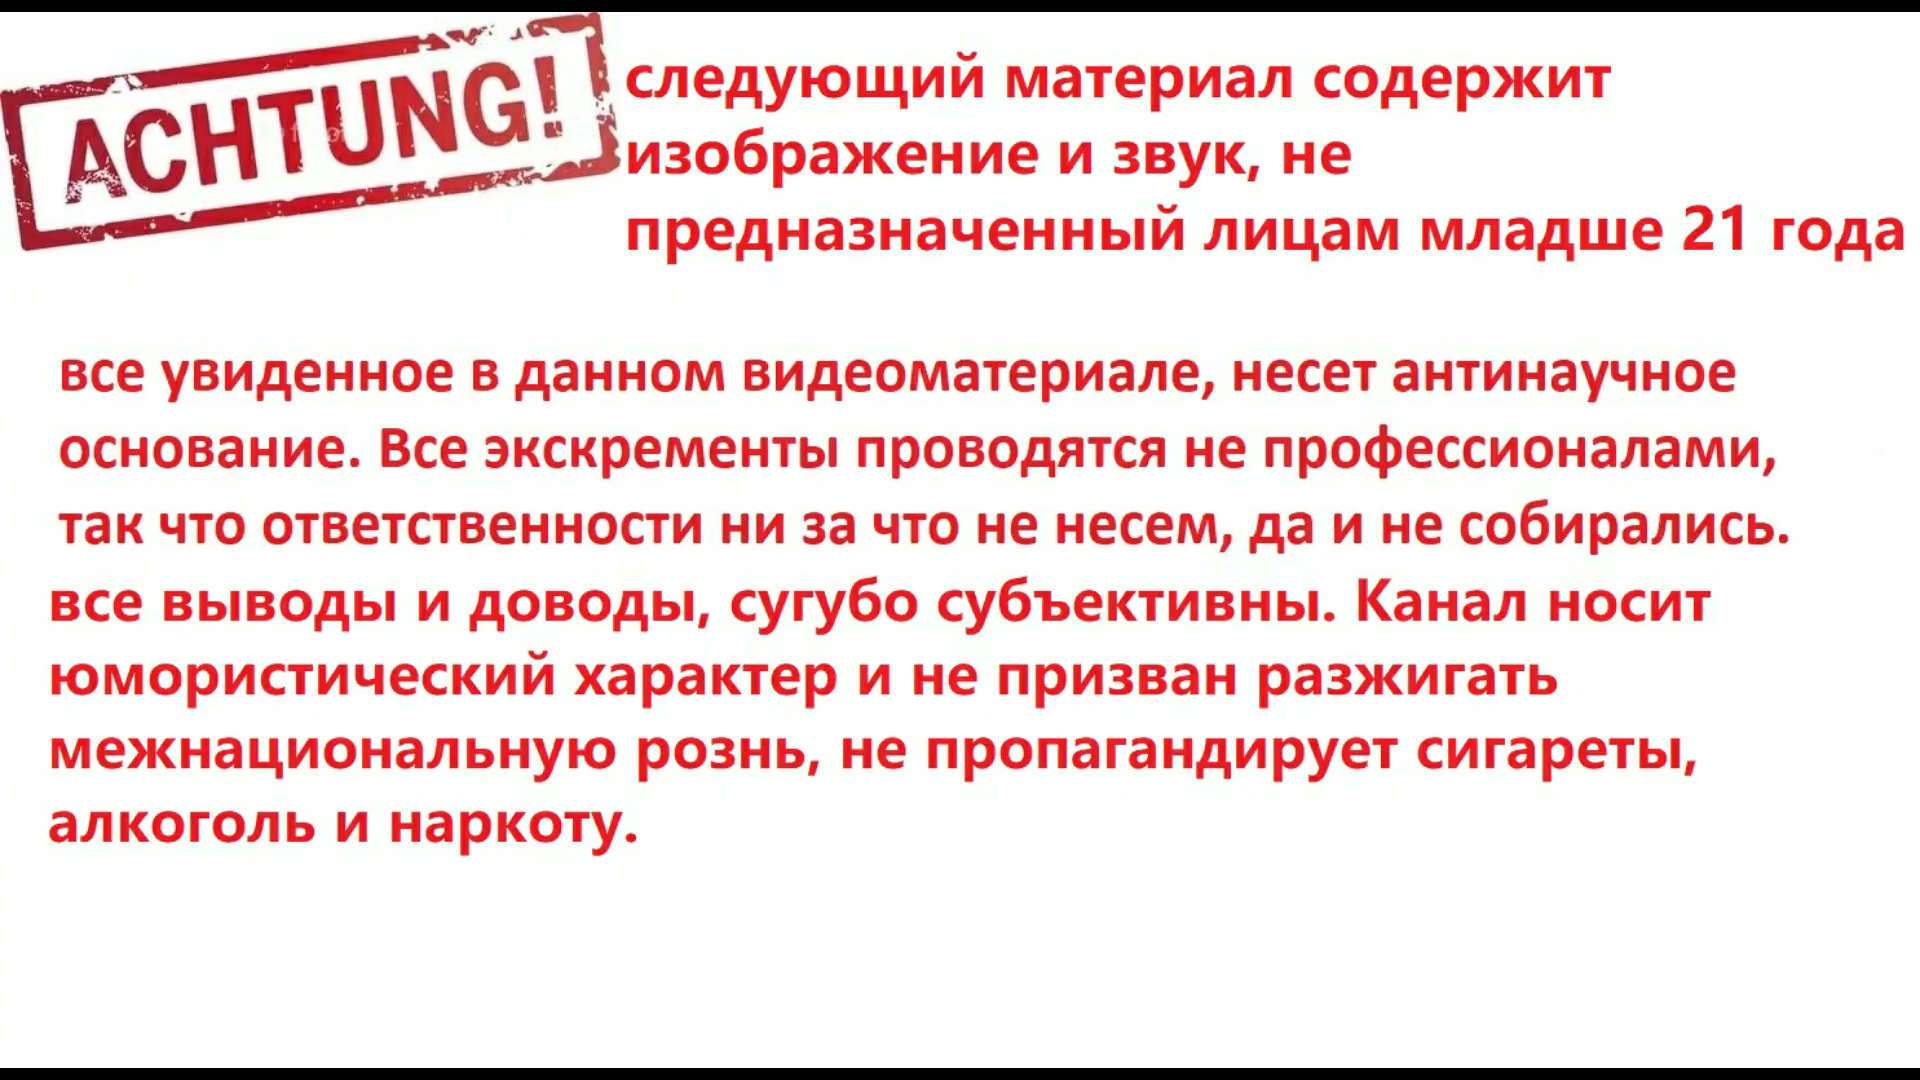 ACHTUNG!
следующий материал содержит
изображение и звук, не
предназначенный лицам младше 21 года
все увиденное в данном видеоматериале, несет антинаучное
основание. Все экскременты проводятся не профессионалами,
так что ответственности ни за что не несем, да и не собирались.
все выводы и доводы, сугубо субъективны. Канал носит
юмористический характер и не призван разжигать
межнациональную рознь, не пропагандирует сигареты,
алкоголь и наркоту.